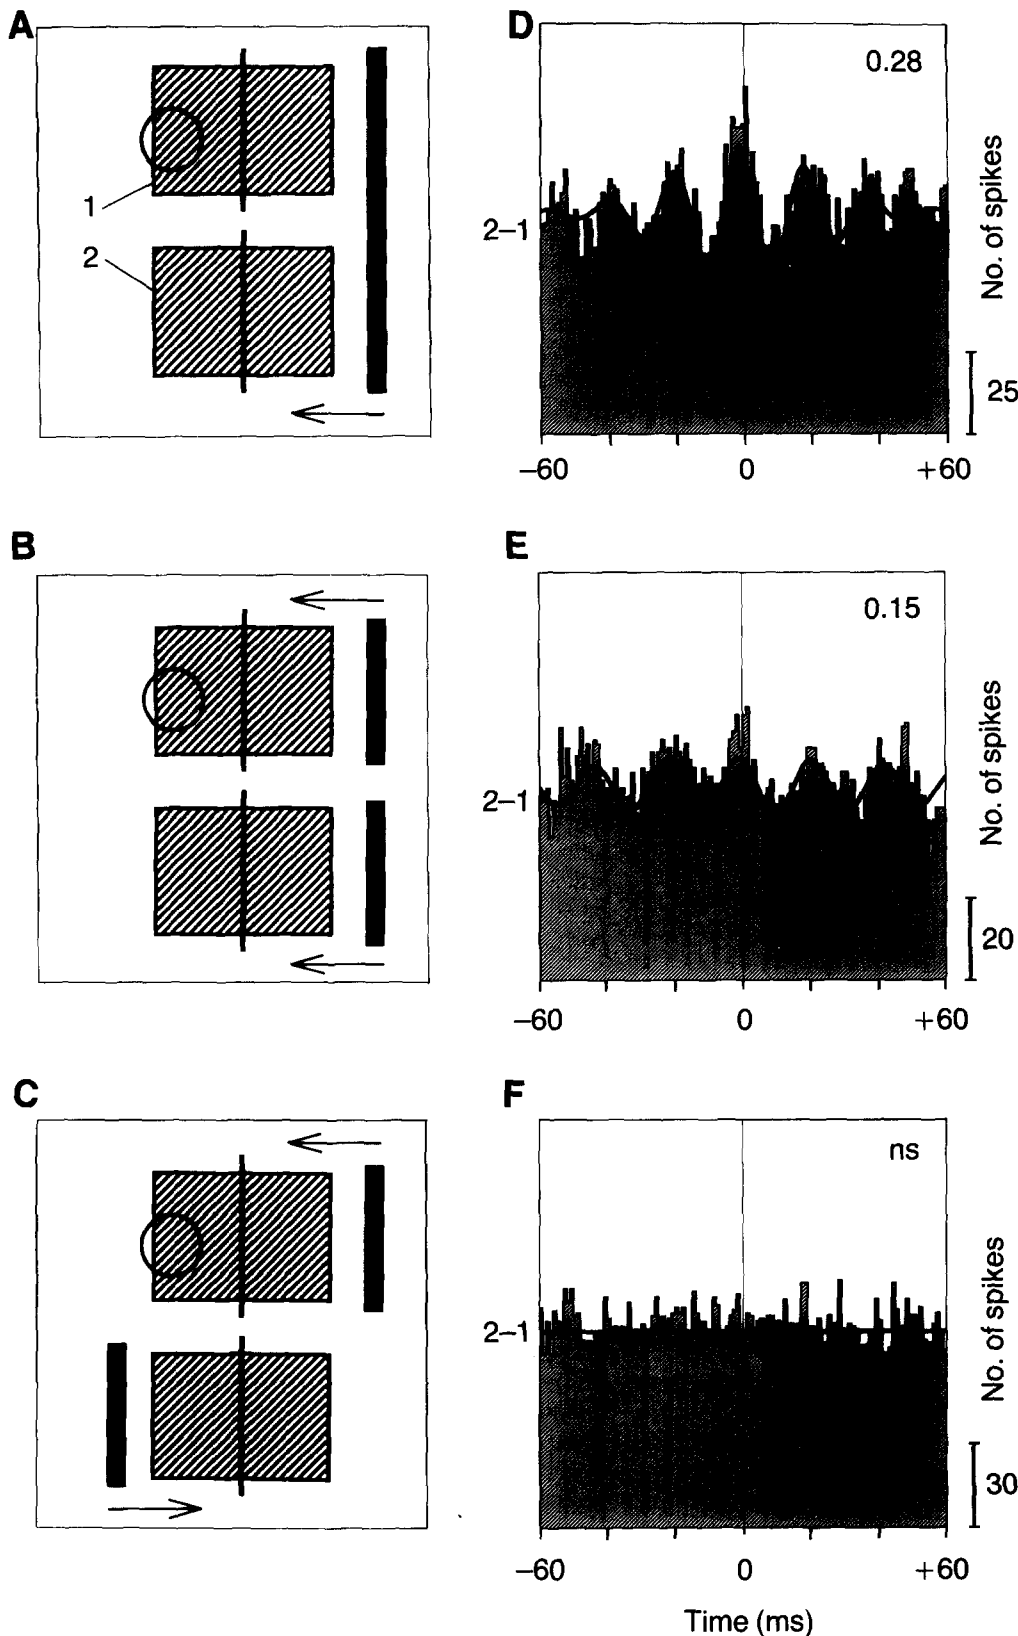 A
1
2
D
0.28
2–1
No. of spikes
25
–60
0
+60
B
E
0.15
2–1
No. of spikes
20
–60
0
+60
C
F
ns
2–1
No. of spikes
30
–60
0
+60
Time (ms)